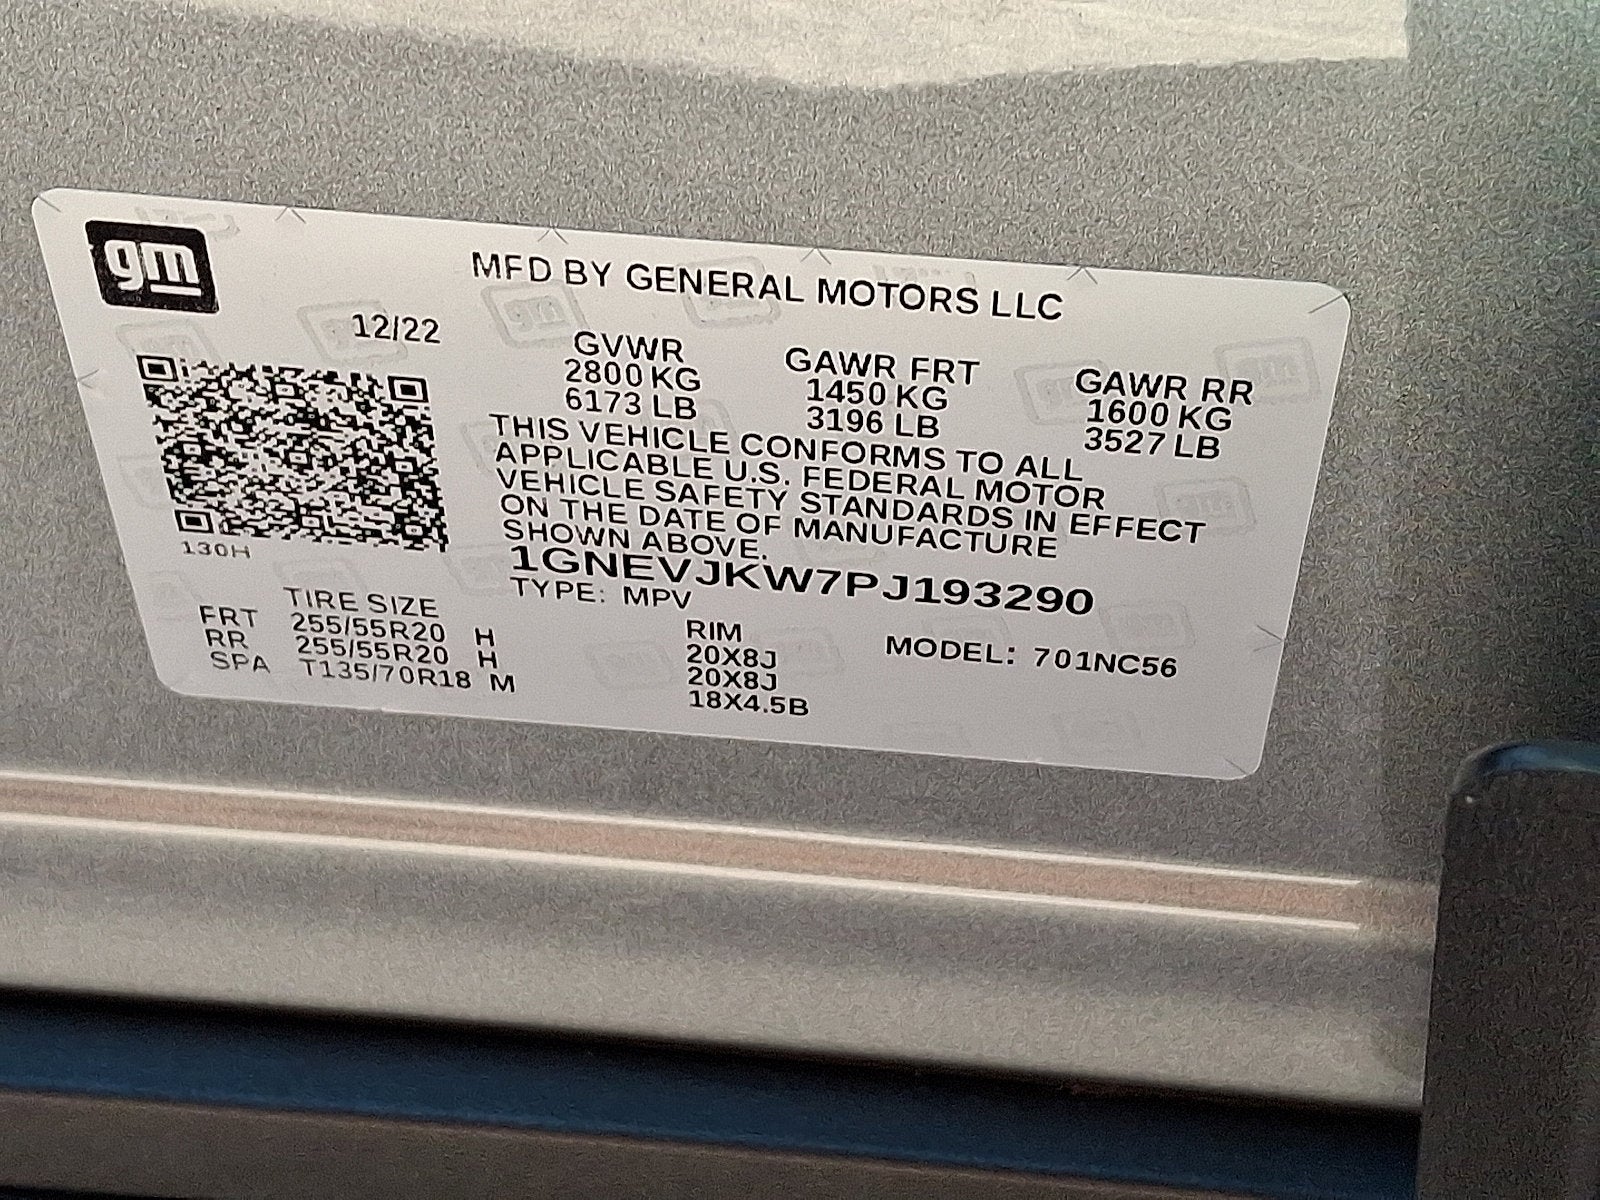 gm
MFD BY GENERAL MOTORS LLC
12/22
GVWR GAWR FRT GAWR RR
2800 KG 1450 KG 1600 KG
6173 LB 3196 LB 3527 LB
THIS VEHICLE CONFORMS TO ALL
APPLICABLE U.S. FEDERAL MOTOR
VEHICLE SAFETY STANDARDS IN EFFECT
ON THE DATE OF MANUFACTURE
SHOWN ABOVE.
130H
1GNEVJKW7PJ193290
TYPE: MPV
MODEL: 701NC56
TIRE SIZE RIM
FRT 255/55R20 H 20X8J
RR 255/55R20 H 20X8J
SPA T135/70R18 M 18X4.5B